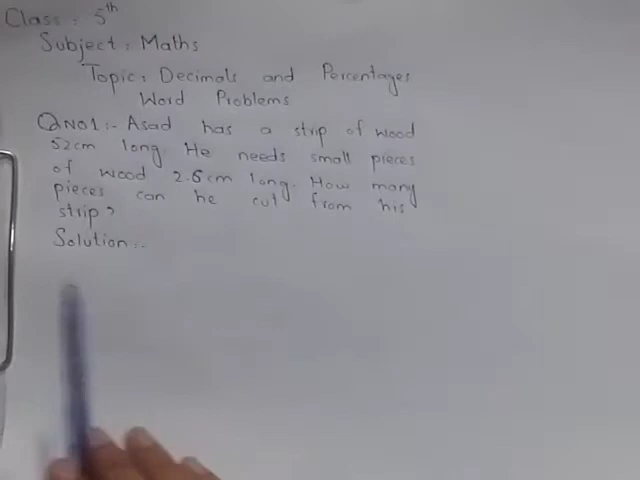 Class: 5th
Subject: Maths
Topic: Decimals and Percentages
Word Problems
QNO1:- Asad has a strip of wood
52cm long. He needs small pieces
of wood 2.6cm long. How many
pieces can he cut from his
strip?
Solution:-